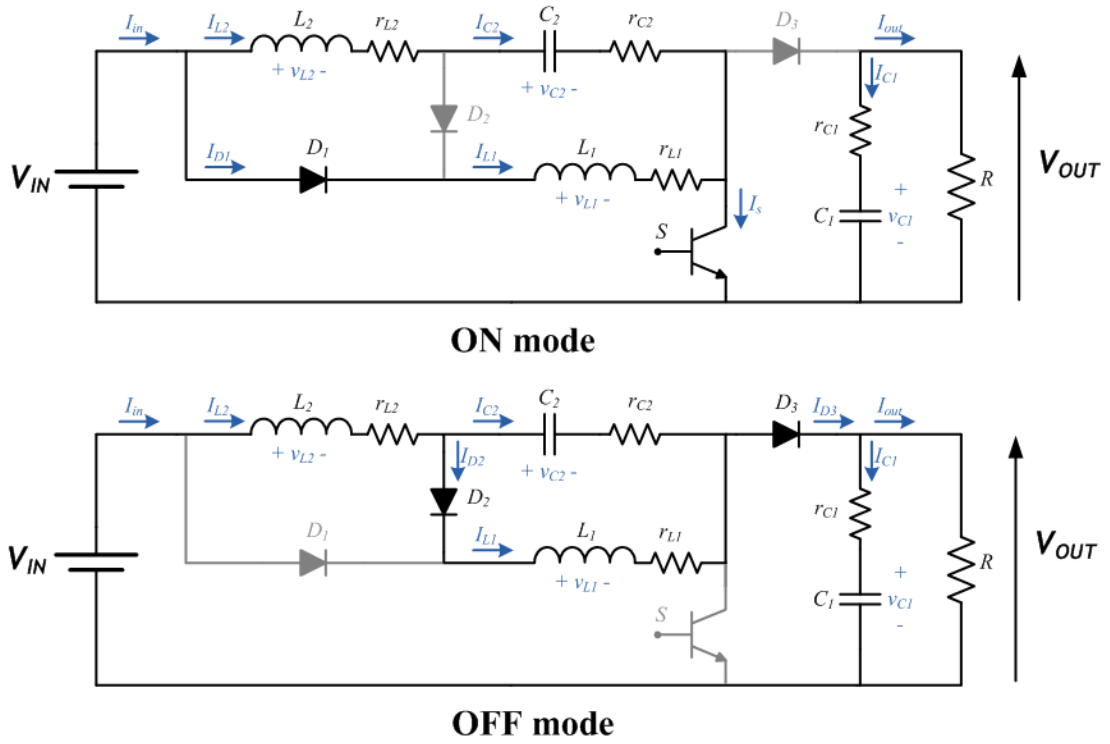 I_in I_L2 L_2 r_L2 I_C2 C_2 r_C2 D_3 I_out
+ v_L2 - + v_C2 - I_C1
D_2 r_C1
I_D1 D_1 I_L1 L_1 r_L1
V_IN + v_L1 - R V_OUT
S I_s C_1 + v_C1 -
ON mode
I_in I_L2 L_2 r_L2 I_C2 C_2 r_C2 D_3 I_D3 I_out
+ v_L2 - I_D2 + v_C2 - I_C1
D_2 r_C1
D_1 I_L1 L_1 r_L1
V_IN + v_L1 - R V_OUT
S C_1 + v_C1 -
OFF mode